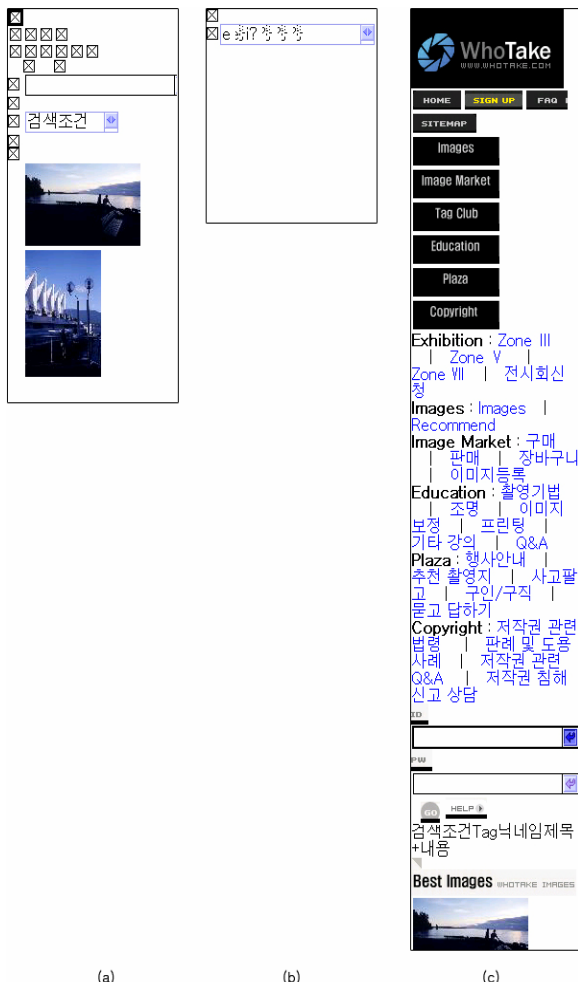 검색조건
(a)
(b)
WhoTake
WWW.WHOTAKE.COM
HOME
SIGN UP
FAQ
SITEMAP
Images
Image Market
Tag Club
Education
Plaza
Copyright
Exhibition : Zone III
| Zone V |
Zone VII | 전시회신
청
Images : Images |
Recommend
Image Market : 구매
| 판매 | 장바구니
| 이미지등록
Education : 촬영기법
| 조명 | 이미지
보정 | 프린팅 |
기타 강의 | Q&A
Plaza : 행사안내 |
추천 촬영지 | 사고팔
고 | 구인/구직 |
묻고 답하기
Copyright : 저작권 관련
법령 | 판례 및 도용
사례 | 저작권 관련
Q&A | 저작권 침해
신고 상담
ID
PW
GO
HELP
검색조건Tag닉네임제목
+내용
Best Images WHOTAKE IMAGES
(c)